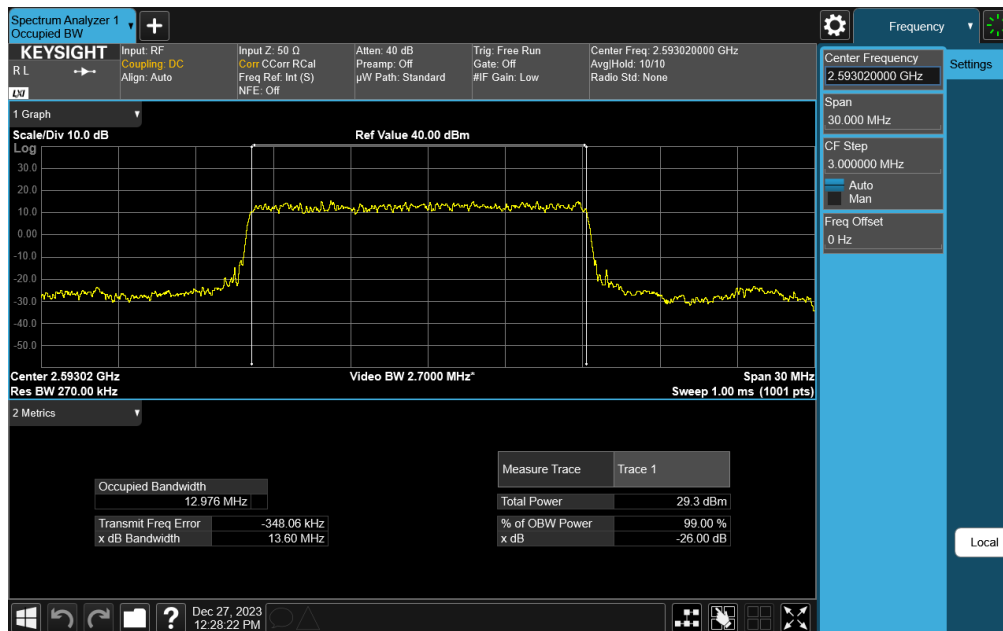 Spectrum Analyzer 1
Occupied BW
Frequency
KEYSIGHT
R L
LXI
Input: RF
Coupling: DC
Align: Auto
Input Z: 50 Ω
Corr CCorr RCal
Freq Ref: Int (S)
NFE: Off
Atten: 40 dB
Preamp: Off
µW Path: Standard
Trig: Free Run
Gate: Off
#IF Gain: Low
Center Freq: 2.593020000 GHz
Avg|Hold: 10/10
Radio Std: None
Center Frequency
2.593020000 GHz
Settings
Span
30.000 MHz
CF Step
3.000000 MHz
Auto
Man
Freq Offset
0 Hz
Local
1 Graph
Scale/Div 10.0 dB
Ref Value 40.00 dBm
Log
30.0
20.0
10.0
0.00
-10.0
-20.0
-30.0
-40.0
-50.0
Center 2.59302 GHz
Video BW 2.7000 MHz*
Span 30 MHz
Res BW 270.00 kHz
Sweep 1.00 ms (1001 pts)
2 Metrics
Occupied Bandwidth
12.976 MHz
Transmit Freq Error -348.06 kHz
x dB Bandwidth 13.60 MHz
Measure Trace Trace 1
Total Power 29.3 dBm
% of OBW Power 99.00 %
x dB -26.00 dB
?
Dec 27, 2023
12:28:22 PM